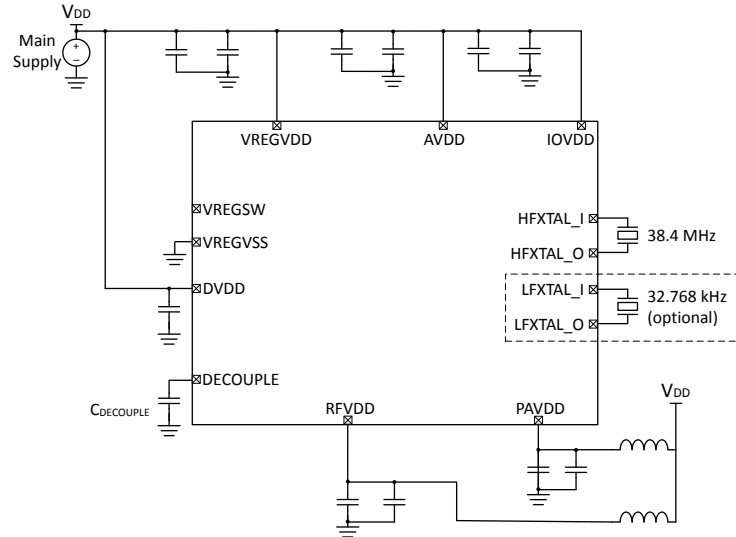 VDD
Main
Supply
+
–
VREGVDD
AVDD
IOVDD
VREGSW
VREGVSS
DVDD
DECOUPLE
CDECOUPLE
HFXTAL_I
38.4 MHz
HFXTAL_O
LFXTAL_I
32.768 kHz
(optional)
LFXTAL_O
RFVDD
PAVDD
VDD